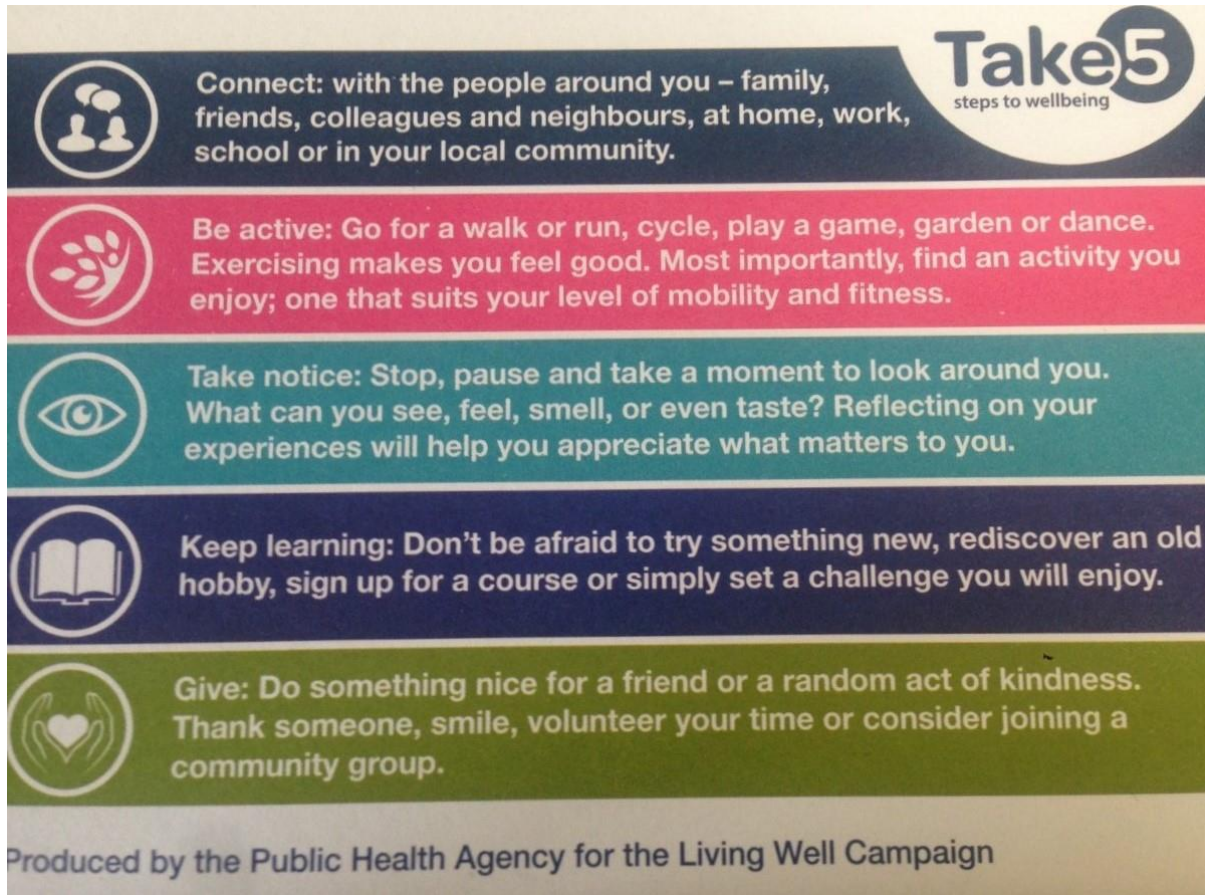 Take5
steps to wellbeing
Connect: with the people around you – family,
friends, colleagues and neighbours, at home, work,
school or in your local community.
Be active: Go for a walk or run, cycle, play a game, garden or dance.
Exercising makes you feel good. Most importantly, find an activity you
enjoy; one that suits your level of mobility and fitness.
Take notice: Stop, pause and take a moment to look around you.
What can you see, feel, smell, or even taste? Reflecting on your
experiences will help you appreciate what matters to you.
Keep learning: Don’t be afraid to try something new, rediscover an old
hobby, sign up for a course or simply set a challenge you will enjoy.
Give: Do something nice for a friend or a random act of kindness.
Thank someone, smile, volunteer your time or consider joining a
community group.
Produced by the Public Health Agency for the Living Well Campaign